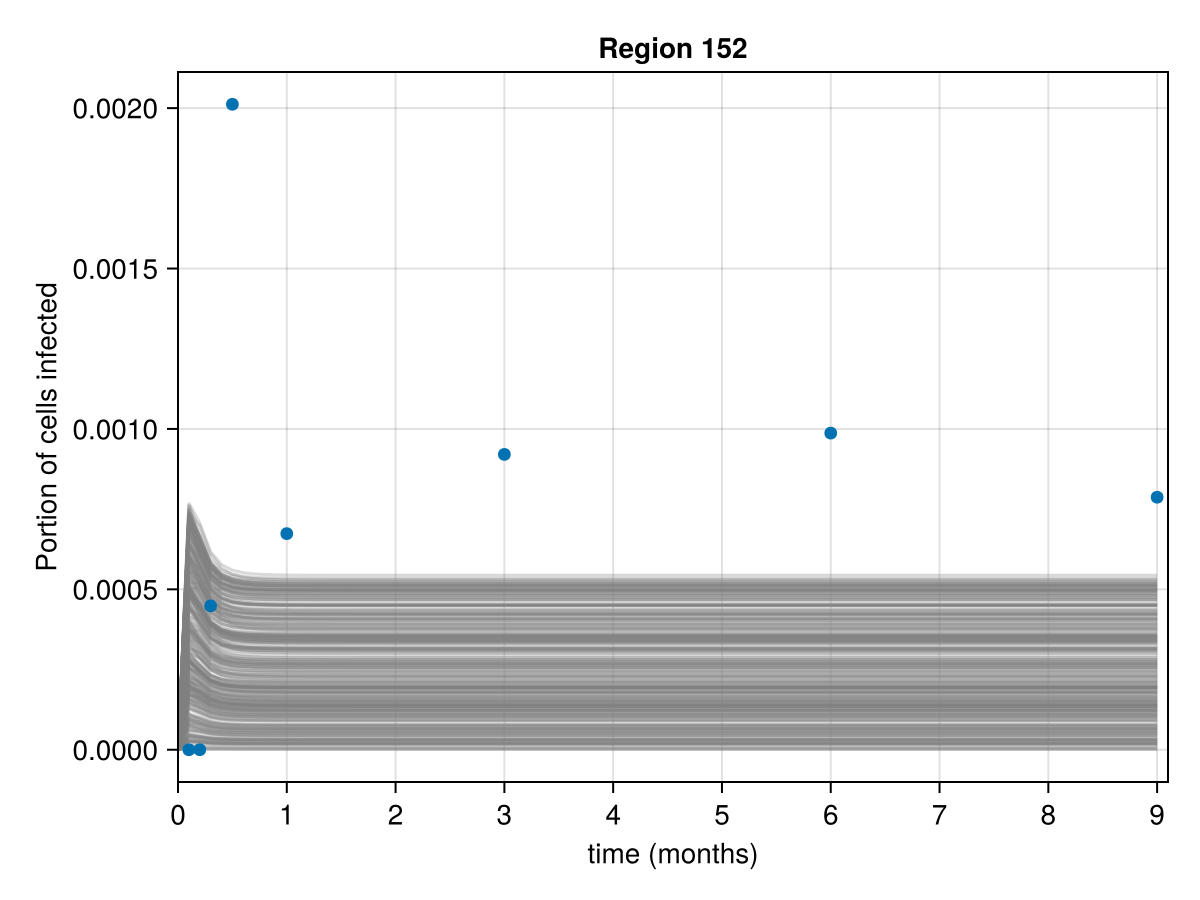 Region 152
Portion of cells infected
0.0020
0.0015
0.0010
0.0005
0.0000
0 1 2 3 4 5 6 7 8 9
time (months)